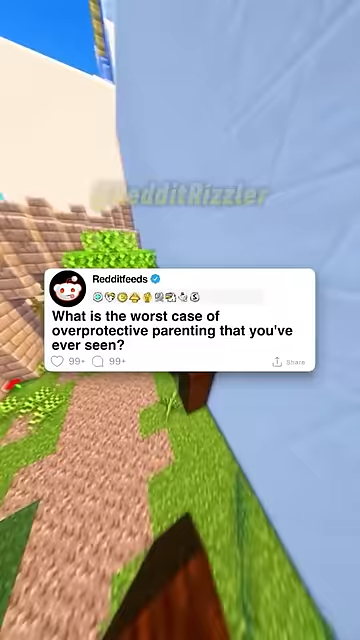 @RedditRizzler
Redditfeeds
What is the worst case of
overprotective parenting that you've
ever seen?
99+ 99+ Share